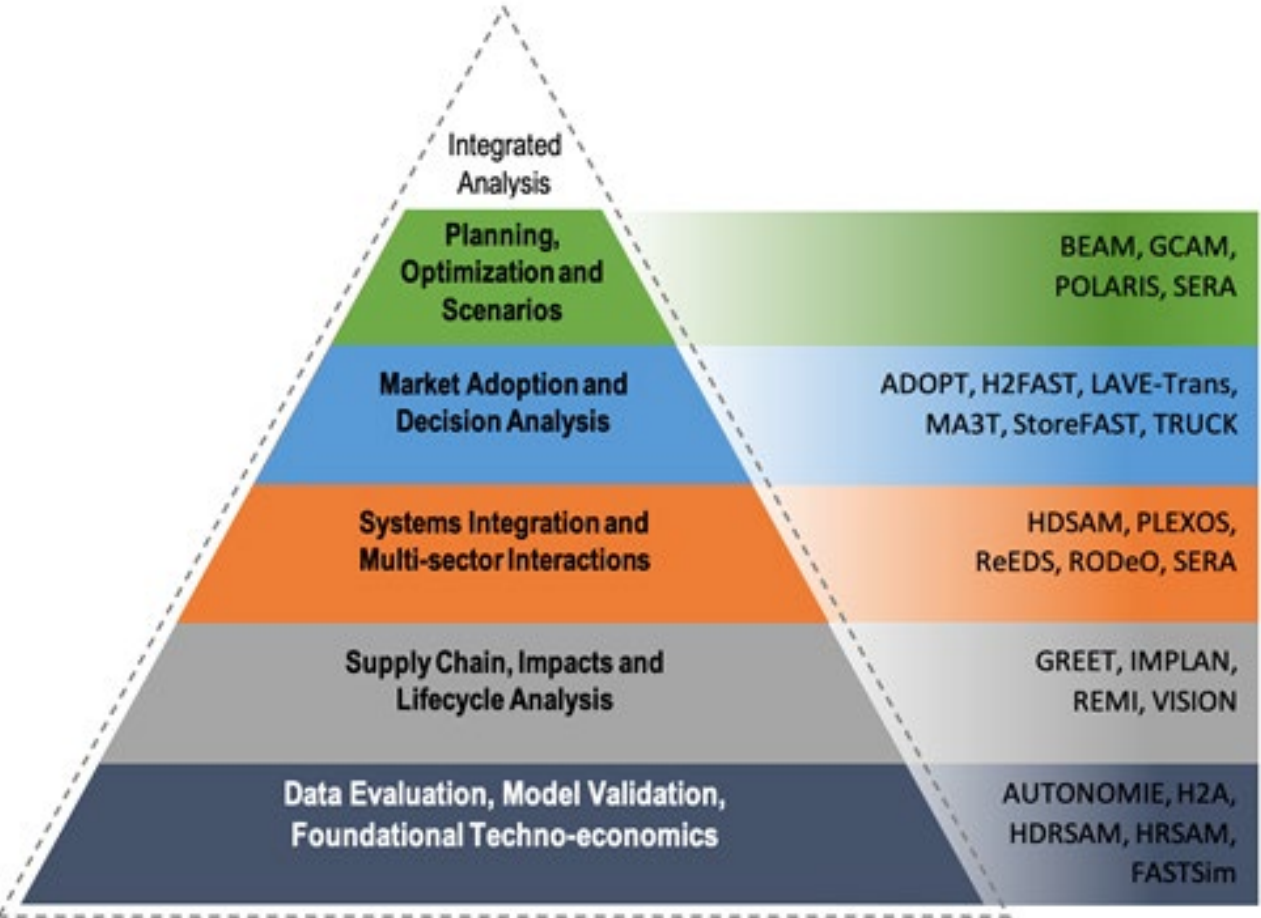 Integrated
Analysis
Planning,
Optimization and
Scenarios
BEAM, GCAM,
POLARIS, SERA
Market Adoption and
Decision Analysis
ADOPT, H2FAST, LAVE-Trans,
MA3T, StoreFAST, TRUCK
Systems Integration and
Multi-sector Interactions
HDSAM, PLEXOS,
ReEDS, RODeO, SERA
Supply Chain, Impacts and
Lifecycle Analysis
GREET, IMPLAN,
REMI, VISION
Data Evaluation, Model Validation,
Foundational Techno-economics
AUTONOMIE, H2A,
HDRSAM, HRSAM,
FASTSim